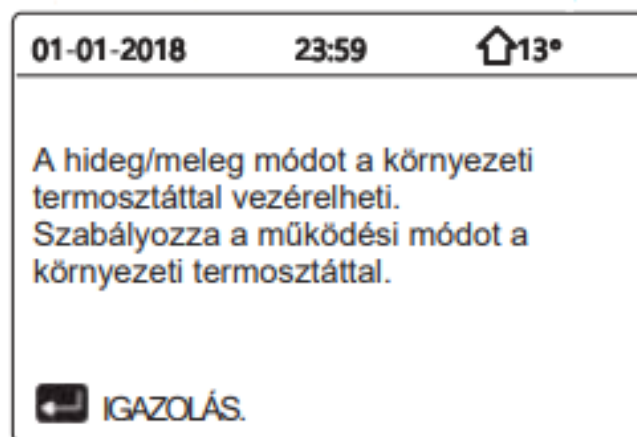 01-01-2018 23:59 13°
A hideg/meleg módot a környezeti
termosztáttal vezérelheti.
Szabályozza a működési módot a
környezeti termosztáttal.
IGAZOLÁS.